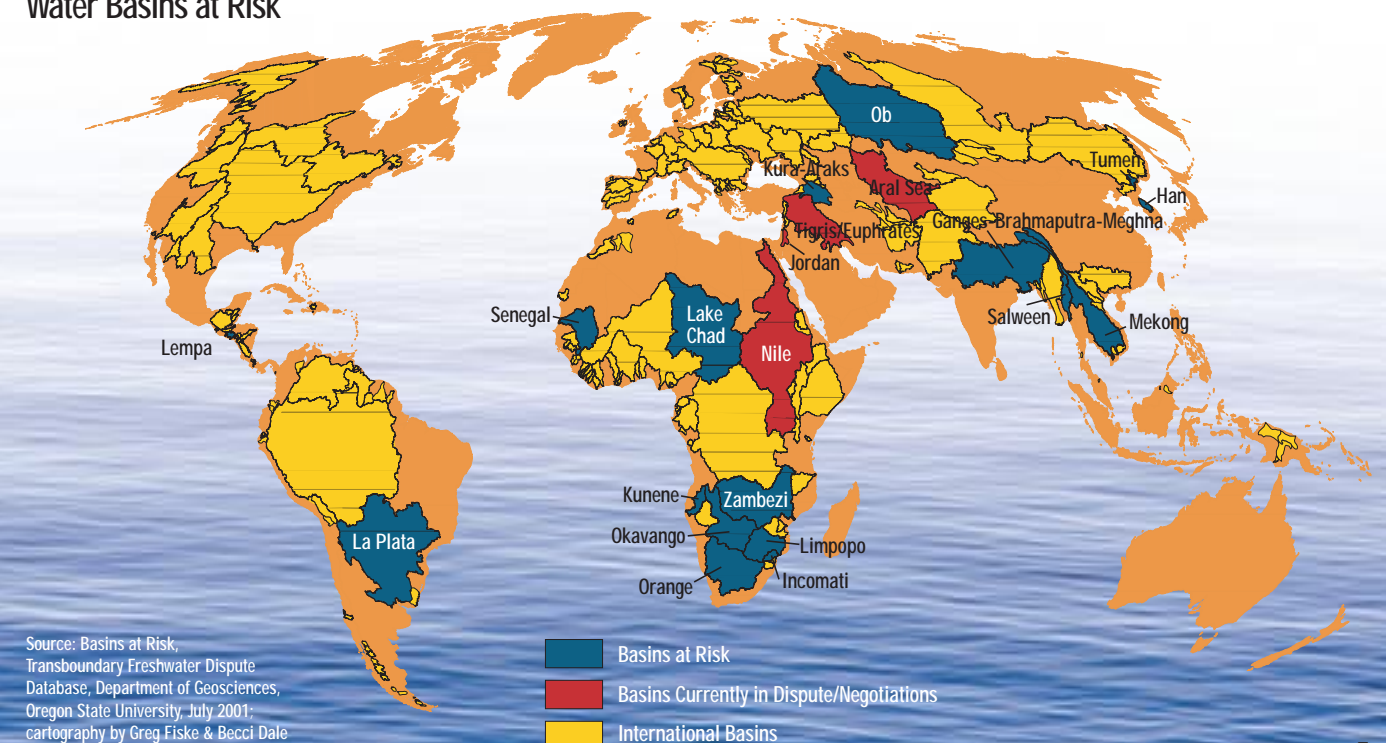 Water Basins at Risk
Ob
Tumen
Kura-Araks
Aral Sea
Han
Ganges-Brahmaputra-Meghna
Tigris/Euphrates
Jordan
Senegal
Lake
Chad
Salween
Mekong
Lempa
Nile
Kunene
Zambezi
Okavango
La Plata
Limpopo
Orange
Incomati
Source: Basins at Risk,
Transboundary Freshwater Dispute
Database, Department of Geosciences,
Oregon State University, July 2001;
cartography by Greg Fiske & Becci Dale
Basins at Risk
Basins Currently in Dispute/Negotiations
International Basins